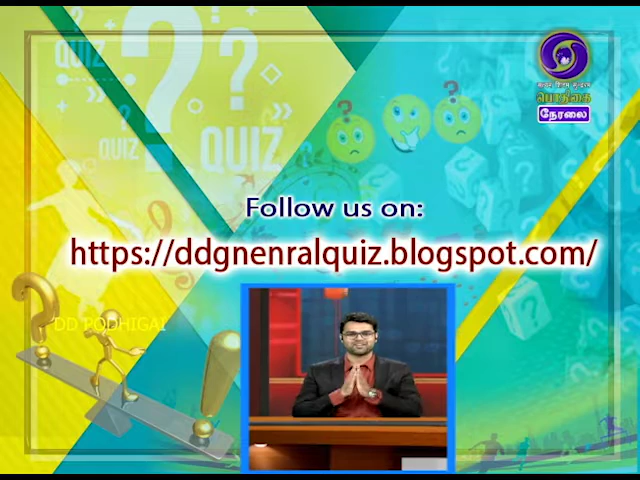 QUIZ
QUIZ
QUIZ
பொதிகை
நேரலை
Follow us on:
https://ddgnenralquiz.blogspot.com/
DD PODHIGAI